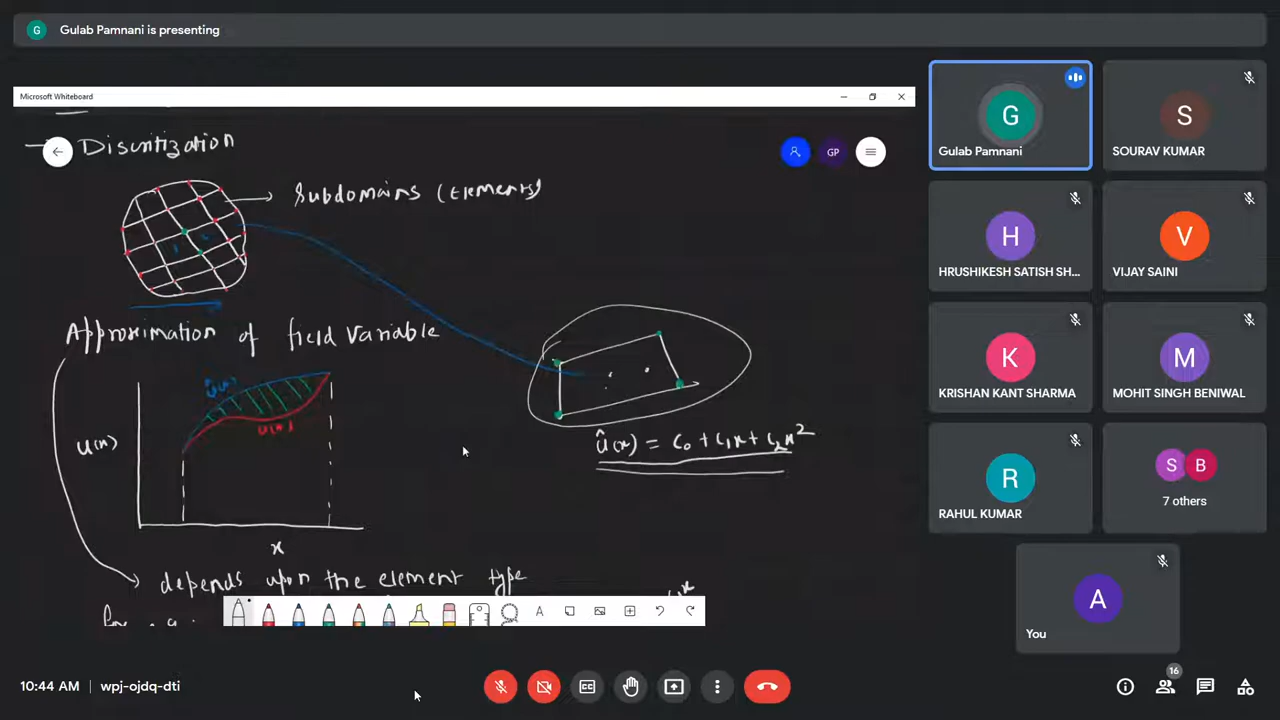 Gulab Pamnani is presenting
Microsoft Whiteboard
Discritization
GP
Subdomains (Elements)
1
2
Approximation of field Variable
û(x)
u(x)
U(x)
x
û(x) = c₀ + c₁x + c₂x²
depends upon the element type
A
G
Gulab Pamnani
S
SOURAV KUMAR
H
HRUSHIKESH SATISH SH...
V
VIJAY SAINI
K
KRISHAN KANT SHARMA
M
MOHIT SINGH BENIWAL
R
RAHUL KUMAR
S B
7 others
A
You
10:44 AM | wpj-ojdq-dti
16